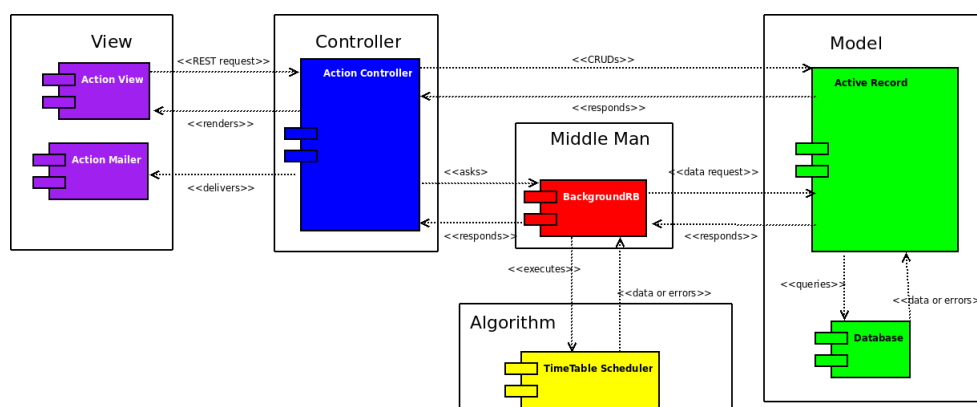 View
Controller
Model
<<REST request>>
<<CRUDs>>
Action View
Action Controller
Active Record
<<renders>>
<<responds>>
Middle Man
Action Mailer
<<asks>>
<<data request>>
<<delivers>>
BackgroundRB
<<responds>>
<<responds>>
<<executes>>
<<queries>>
<<data or errors>>
<<data or errors>>
Algorithm
Database
TimeTable Scheduler